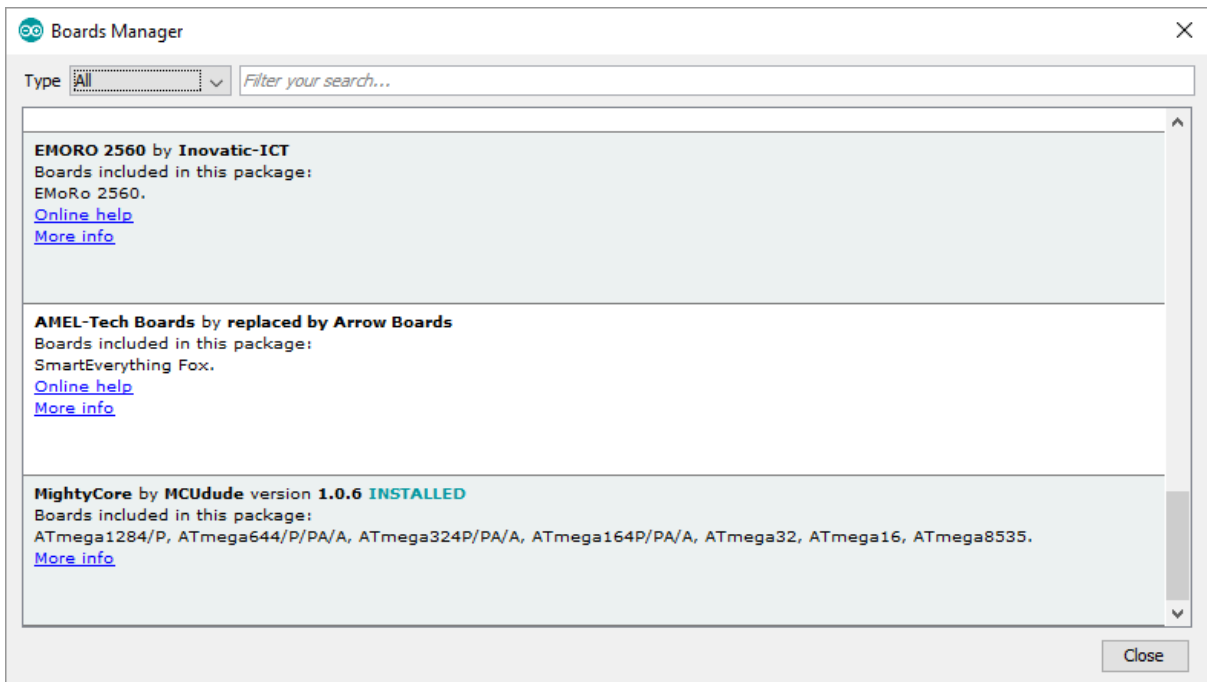 Boards Manager
Type All Filter your search...
EMORO 2560 by Inovatic-ICT
Boards included in this package:
EMoRo 2560.
Online help
More info
AMEL-Tech Boards by replaced by Arrow Boards
Boards included in this package:
SmartEverything Fox.
Online help
More info
MightyCore by MCUdude version 1.0.6 INSTALLED
Boards included in this package:
ATmega1284/P, ATmega644/P/PA/A, ATmega324P/PA/A, ATmega164P/PA/A, ATmega32, ATmega16, ATmega8535.
More info
Close